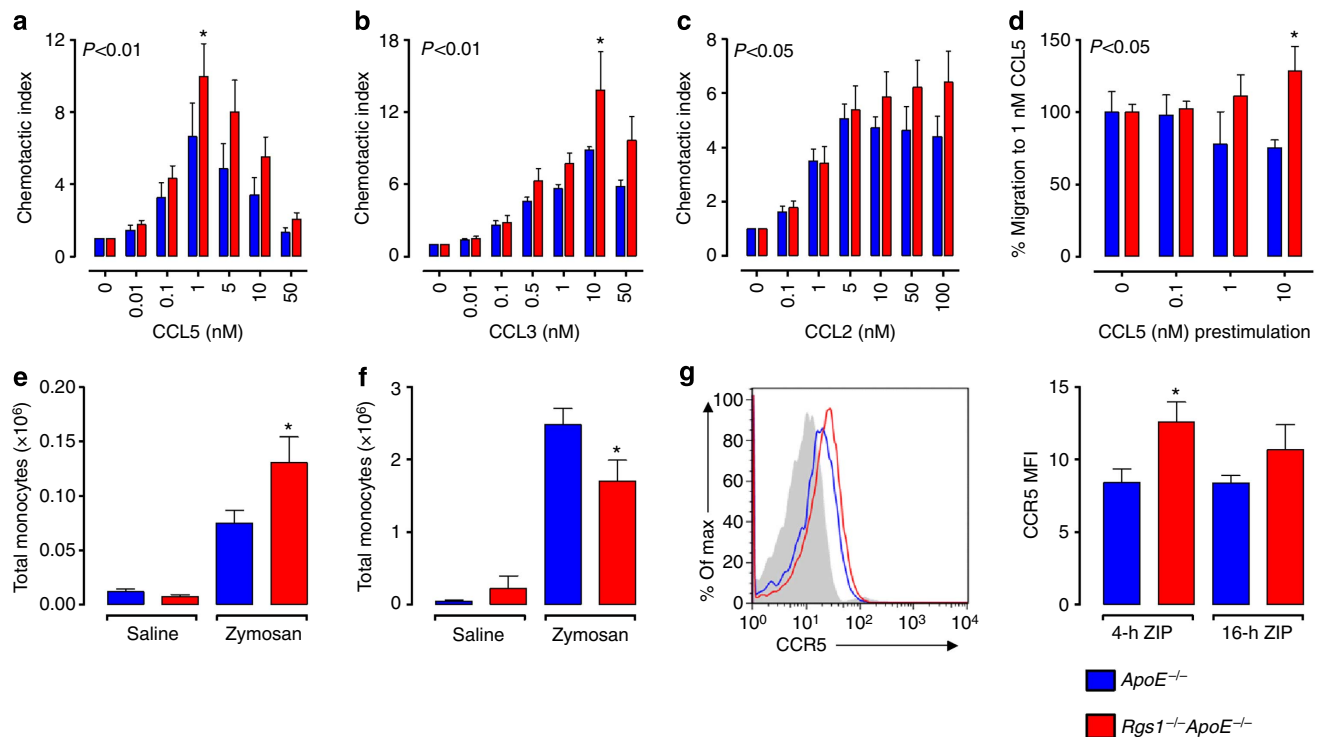 a
P<0.01
*
12
8
4
0
Chemotactic index
0 0.01 0.1 1 5 10 50
CCL5 (nM)
b
P<0.01
*
18
12
6
0
Chemotactic index
0 0.01 0.1 0.5 1 10 50
CCL3 (nM)
c
P<0.05
8
6
4
2
0
Chemotactic index
0 0.1 1 5 10 50 100
CCL2 (nM)
d
P<0.05
*
150
100
50
0
% Migration to 1 nM CCL5
0 0.1 1 10
CCL5 (nM) prestimulation
e
*
0.20
0.15
0.10
0.05
0.00
Total monocytes (×10⁶)
Saline Zymosan
f
*
3
2
1
0
Total monocytes (×10⁶)
Saline Zymosan
g
100
80
60
40
20
0
% Of max
10⁰ 10¹ 10² 10³ 10⁴
CCR5
*
15
10
5
0
CCR5 MFI
4-h ZIP 16-h ZIP
ApoE⁻/⁻
Rgs1⁻/⁻ApoE⁻/⁻